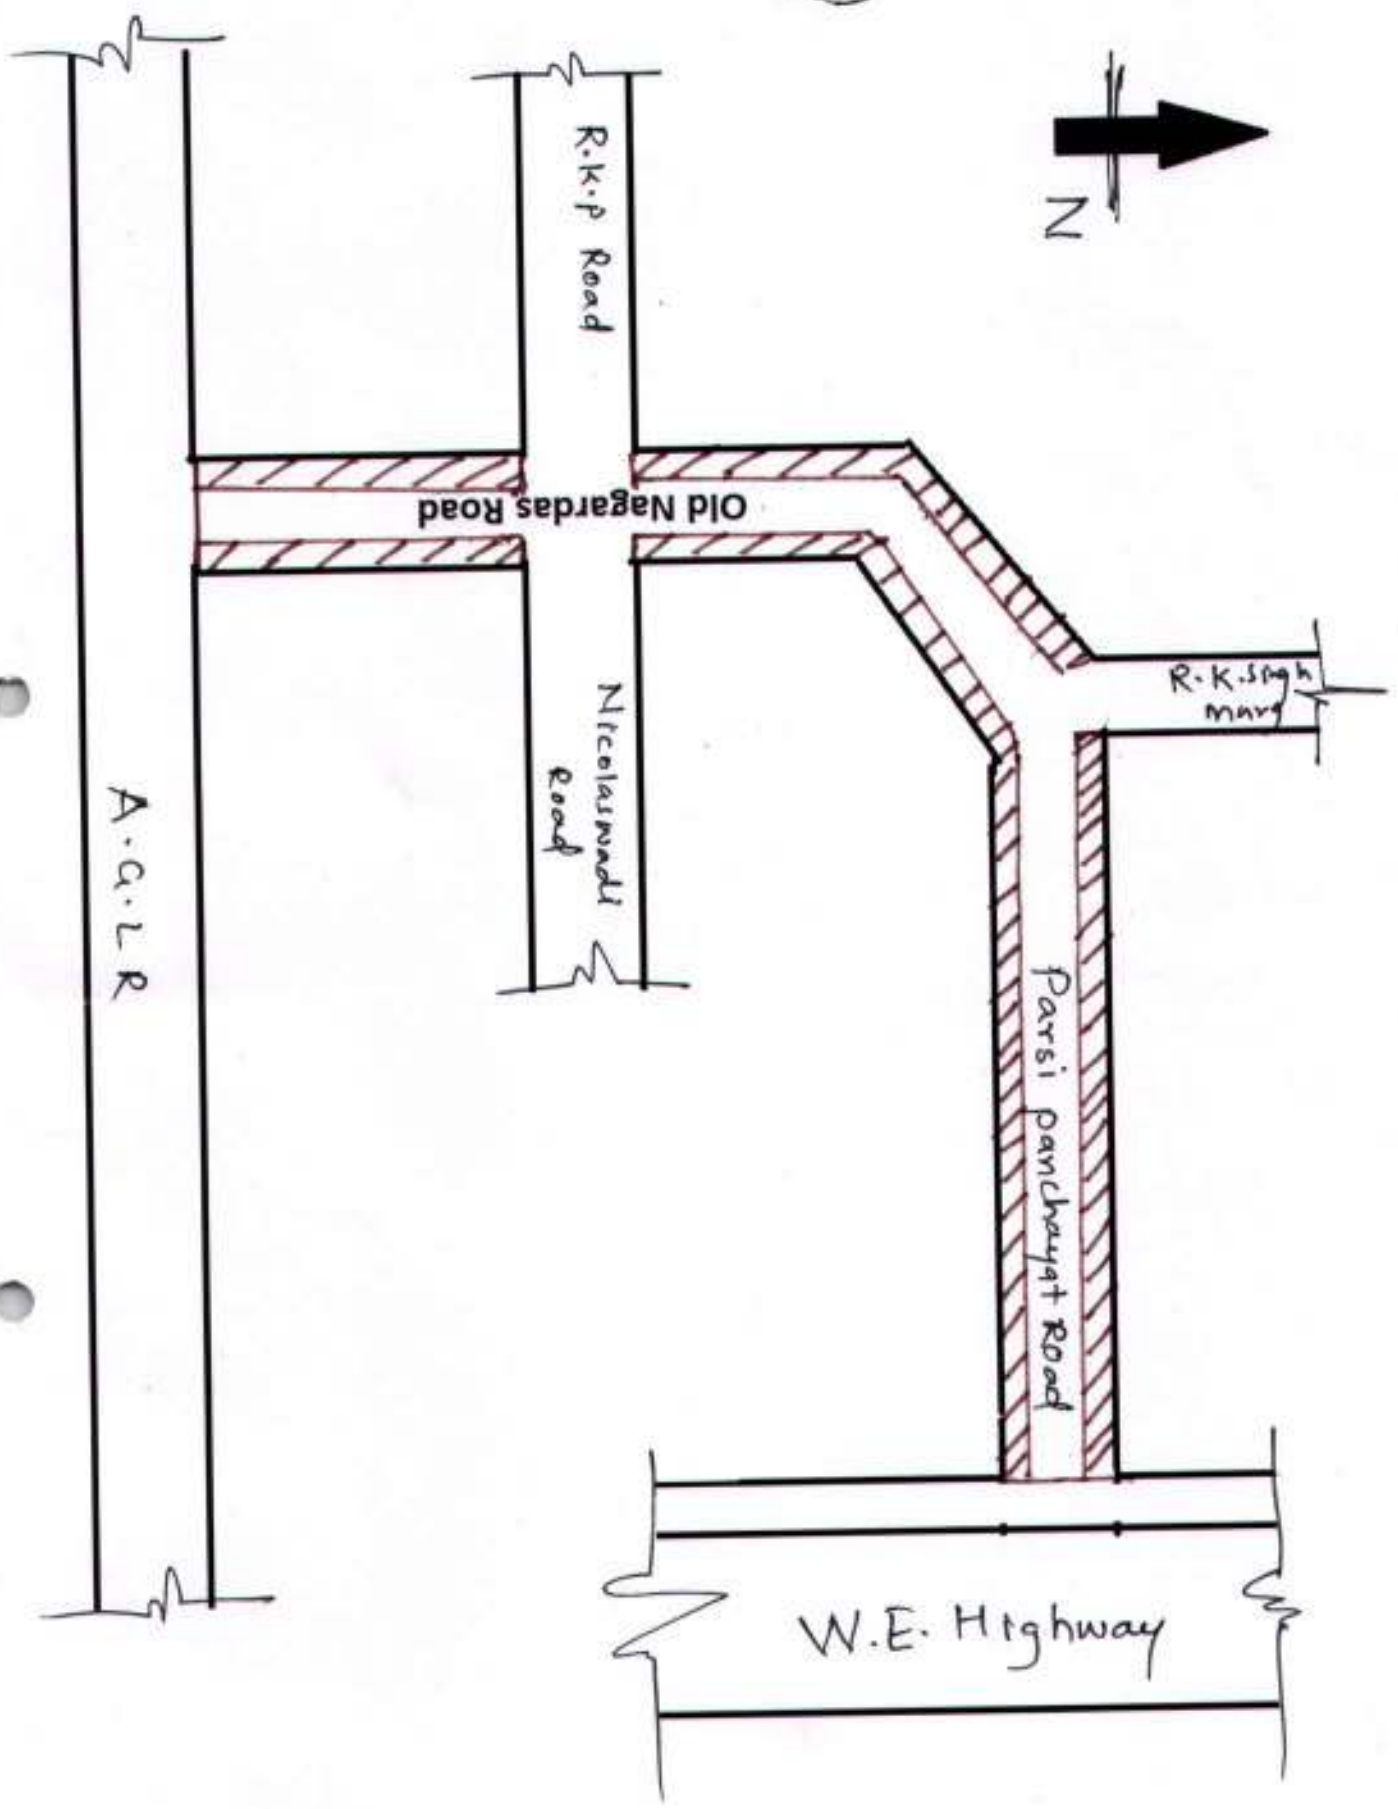 N
R.K.P Road
Old Nagardas Road
R.K.Singh
marg
Nicolaswadi
Road
A.G.L.R
Parsi panchayat Road
W.E. Highway